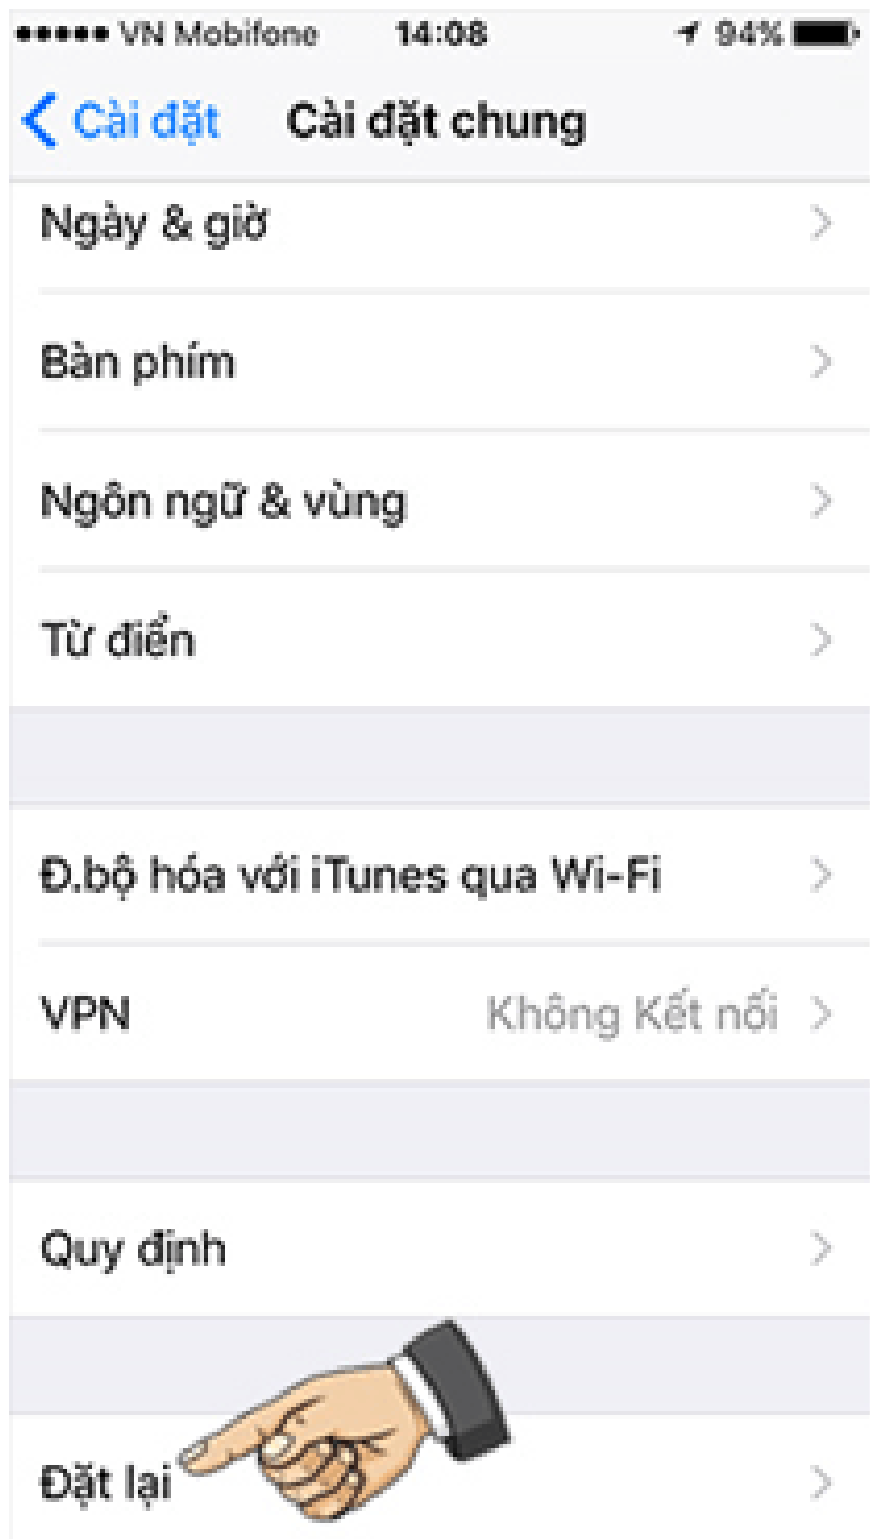 VN Mobifone 14:08 94%
Cài đặt Cài đặt chung
Ngày & giờ
Bàn phím
Ngôn ngữ & vùng
Từ điển
Đ.bộ hóa với iTunes qua Wi-Fi
VPN Không Kết nối
Quy định
Đặt lại